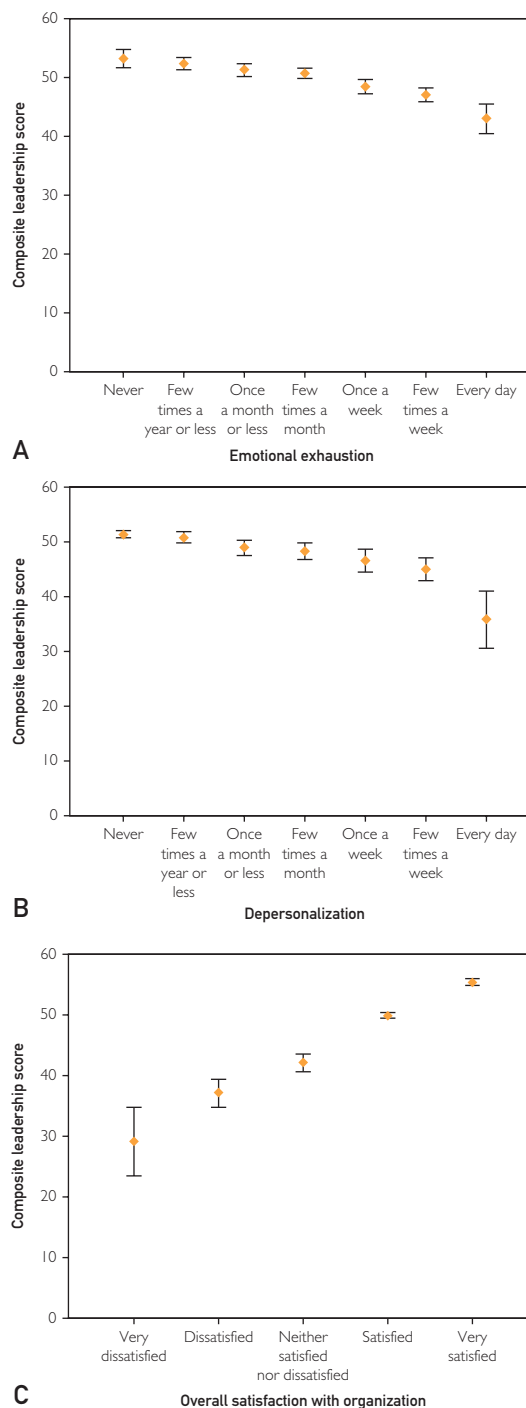 60
50
40
30
20
10
0
Composite leadership score
Never
Few
times a
year or less
Once
a month
or less
Few
times a
month
Once a
week
Few
times a
week
Every day
A
Emotional exhaustion
60
50
40
30
20
10
0
Composite leadership score
Never
Few
times a
year or
less
Once
a month
or less
Few
times a
month
Once a
week
Few
times a
week
Every day
B
Depersonalization
60
50
40
30
20
10
0
Composite leadership score
Very
dissatisfied
Dissatisfied
Neither
satisfied
nor dissatisfied
Satisfied
Very
satisfied
C
Overall satisfaction with organization